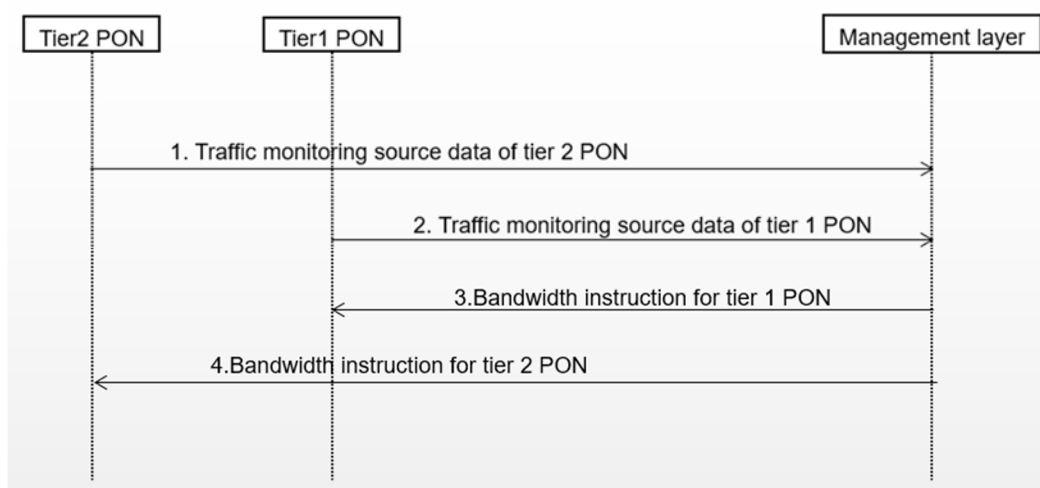 Tier2 PON
Tier1 PON
Management layer
1. Traffic monitoring source data of tier 2 PON
2. Traffic monitoring source data of tier 1 PON
3.Bandwidth instruction for tier 1 PON
4.Bandwidth instruction for tier 2 PON